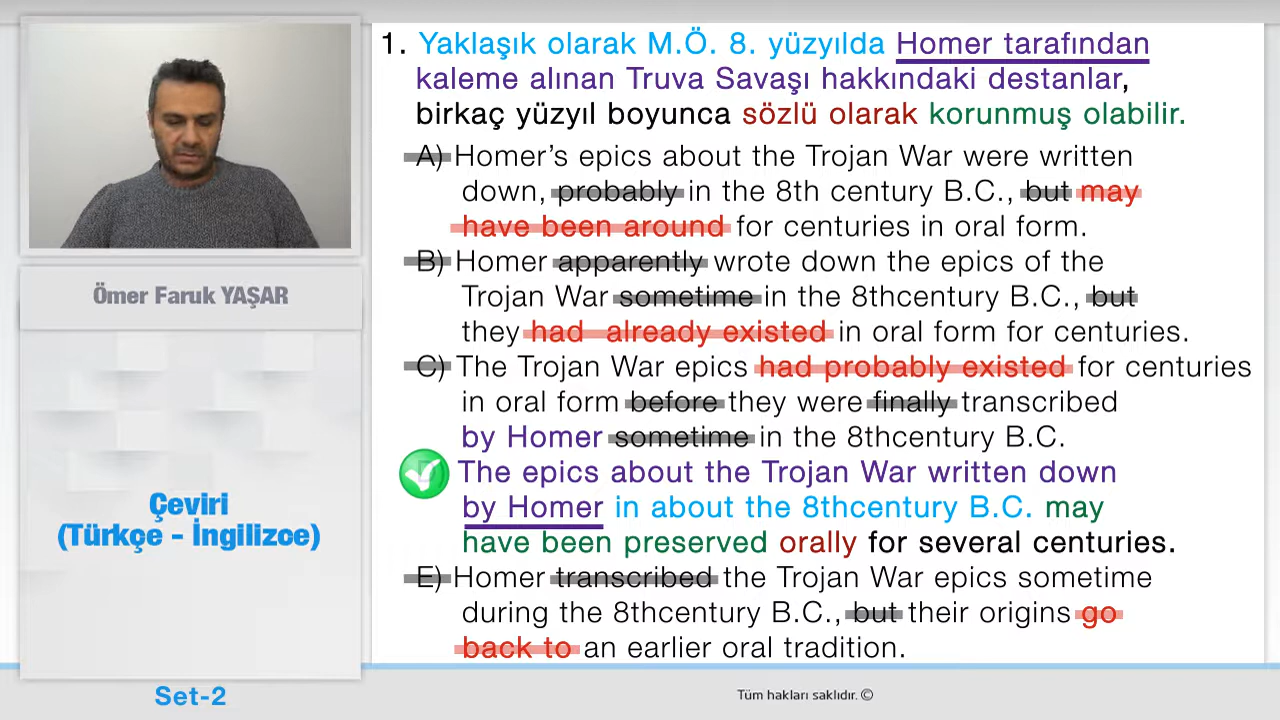 1. Yaklaşık olarak M.Ö. 8. yüzyılda Homer tarafından
kaleme alınan Truva Savaşı hakkındaki destanlar,
birkaç yüzyıl boyunca sözlü olarak korunmuş olabilir.
A) Homer's epics about the Trojan War were written
down, probably in the 8th century B.C., but may
have been around for centuries in oral form.
B) Homer apparently wrote down the epics of the
Trojan War sometime in the 8thcentury B.C., but
they had already existed in oral form for centuries.
C) The Trojan War epics had probably existed for centuries
in oral form before they were finally transcribed
by Homer sometime in the 8thcentury B.C.
The epics about the Trojan War written down
by Homer in about the 8thcentury B.C. may
have been preserved orally for several centuries.
E) Homer transcribed the Trojan War epics sometime
during the 8thcentury B.C., but their origins go
back to an earlier oral tradition.
Ömer Faruk YAŞAR
Çeviri
(Türkçe - İngilizce)
Set-2
Tüm hakları saklıdır. ©